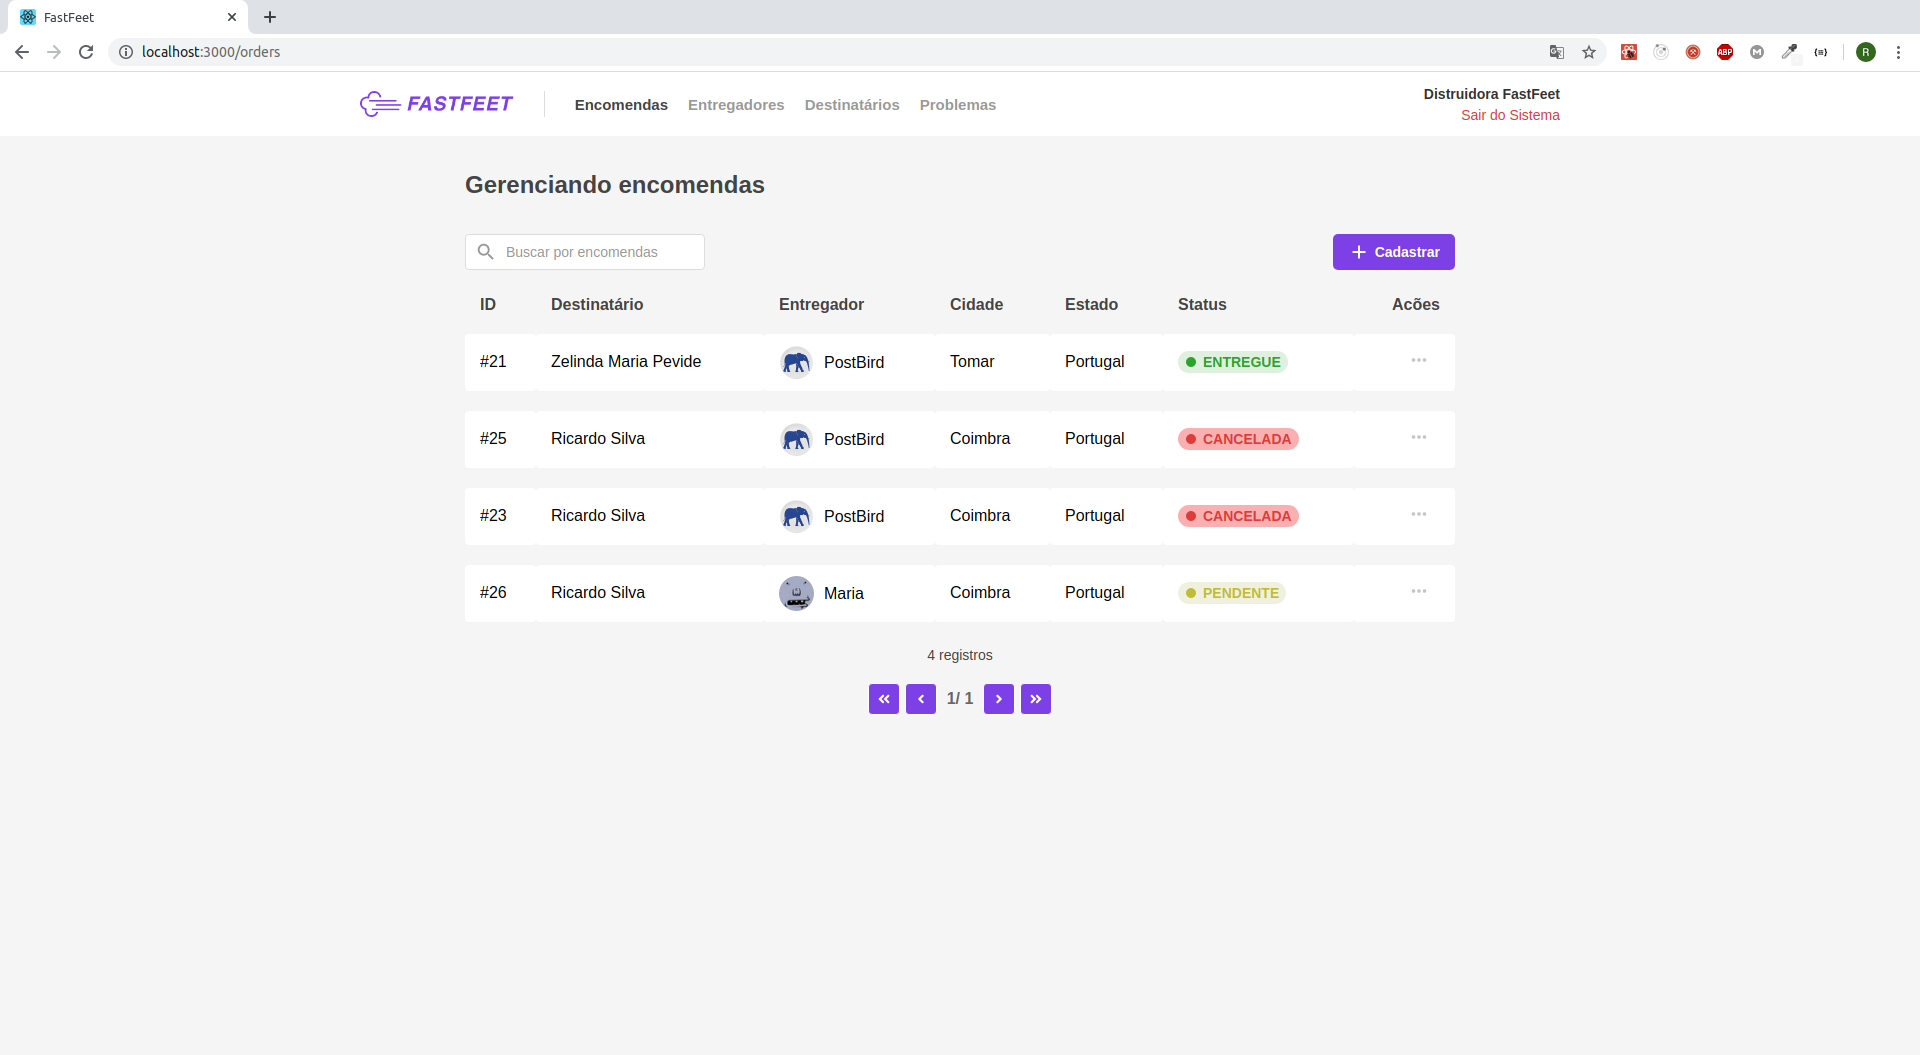 FastFeet
localhost:3000/orders
ABP
M
R
FASTFEET
Encomendas Entregadores Destinatários Problemas
Distruidora FastFeet
Sair do Sistema
Gerenciando encomendas
Buscar por encomendas
Cadastrar
ID Destinatário Entregador Cidade Estado Status Acões
#21 Zelinda Maria Pevide PostBird Tomar Portugal ENTREGUE
#25 Ricardo Silva PostBird Coimbra Portugal CANCELADA
#23 Ricardo Silva PostBird Coimbra Portugal CANCELADA
#26 Ricardo Silva Maria Coimbra Portugal PENDENTE
4 registros
1/ 1